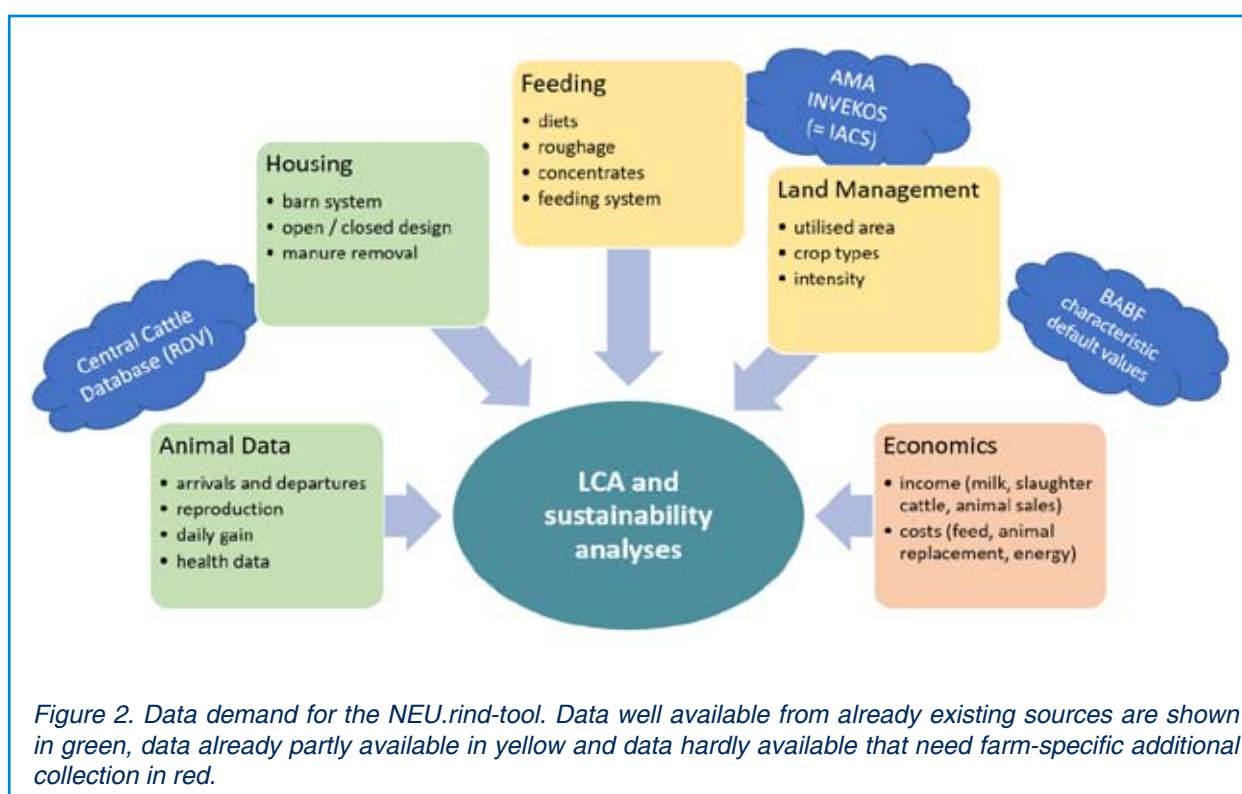 Feeding
• diets
• roughage
• concentrates
• feeding system
AMA
INVEKOS
(= IACS)
Housing
• barn system
• open / closed design
• manure removal
Land Management
• utilised area
• crop types
• intensity
Central Cattle
Database (RDV)
BABF
characteristic
default values
Animal Data
• arrivals and departures
• reproduction
• daily gain
• health data
LCA and
sustainability
analyses
Economics
• income (milk, slaughter
cattle, animal sales)
• costs (feed, animal
replacement, energy)
Figure 2. Data demand for the NEU.rind-tool. Data well available from already existing sources are shown
in green, data already partly available in yellow and data hardly available that need farm-specific additional
collection in red.